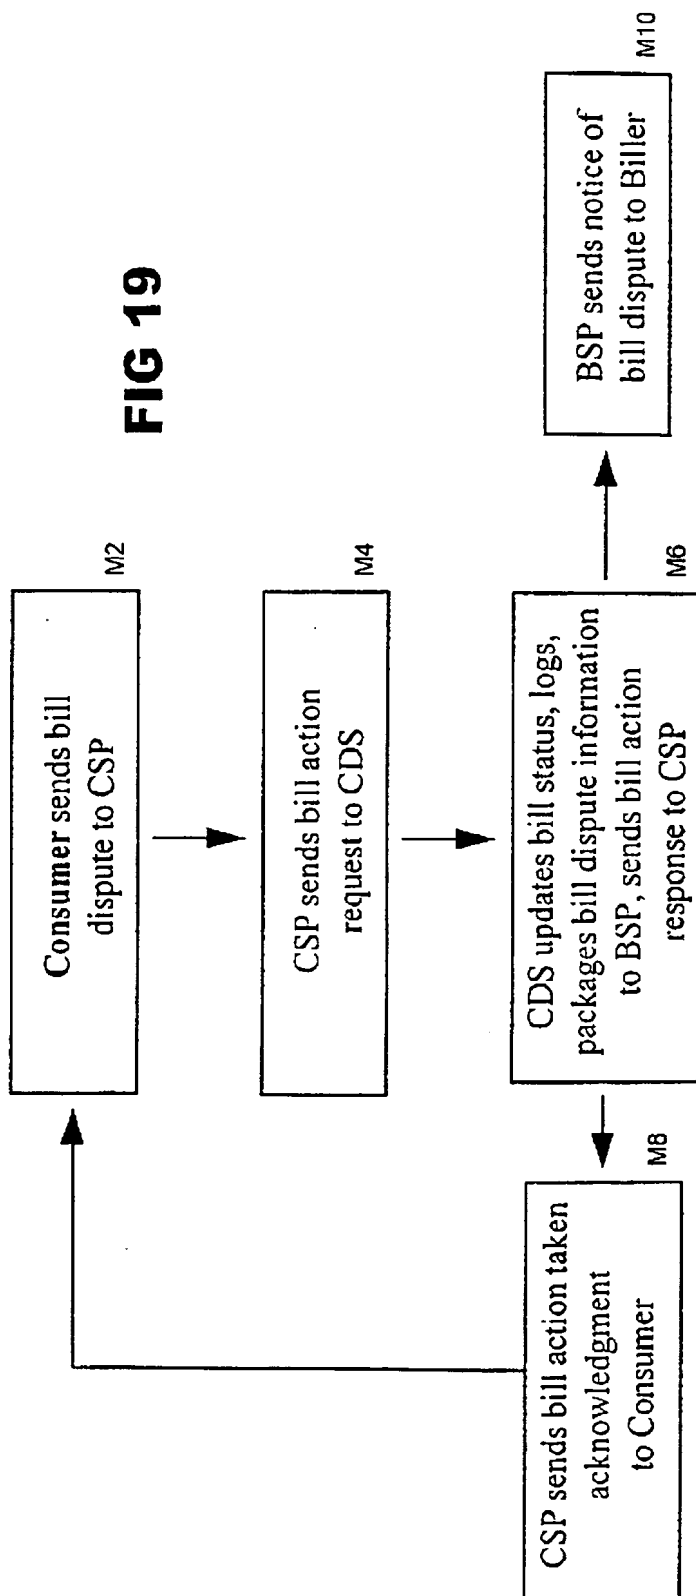 FIG 19
Consumer sends bill
dispute to CSP
M2
CSP sends bill action
request to CDS
M4
CDS updates bill status, logs,
packages bill dispute information
to BSP, sends bill action
response to CSP
M6
CSP sends bill action taken
acknowledgment
to Consumer
M8
BSP sends notice of
bill dispute to Biller
M10